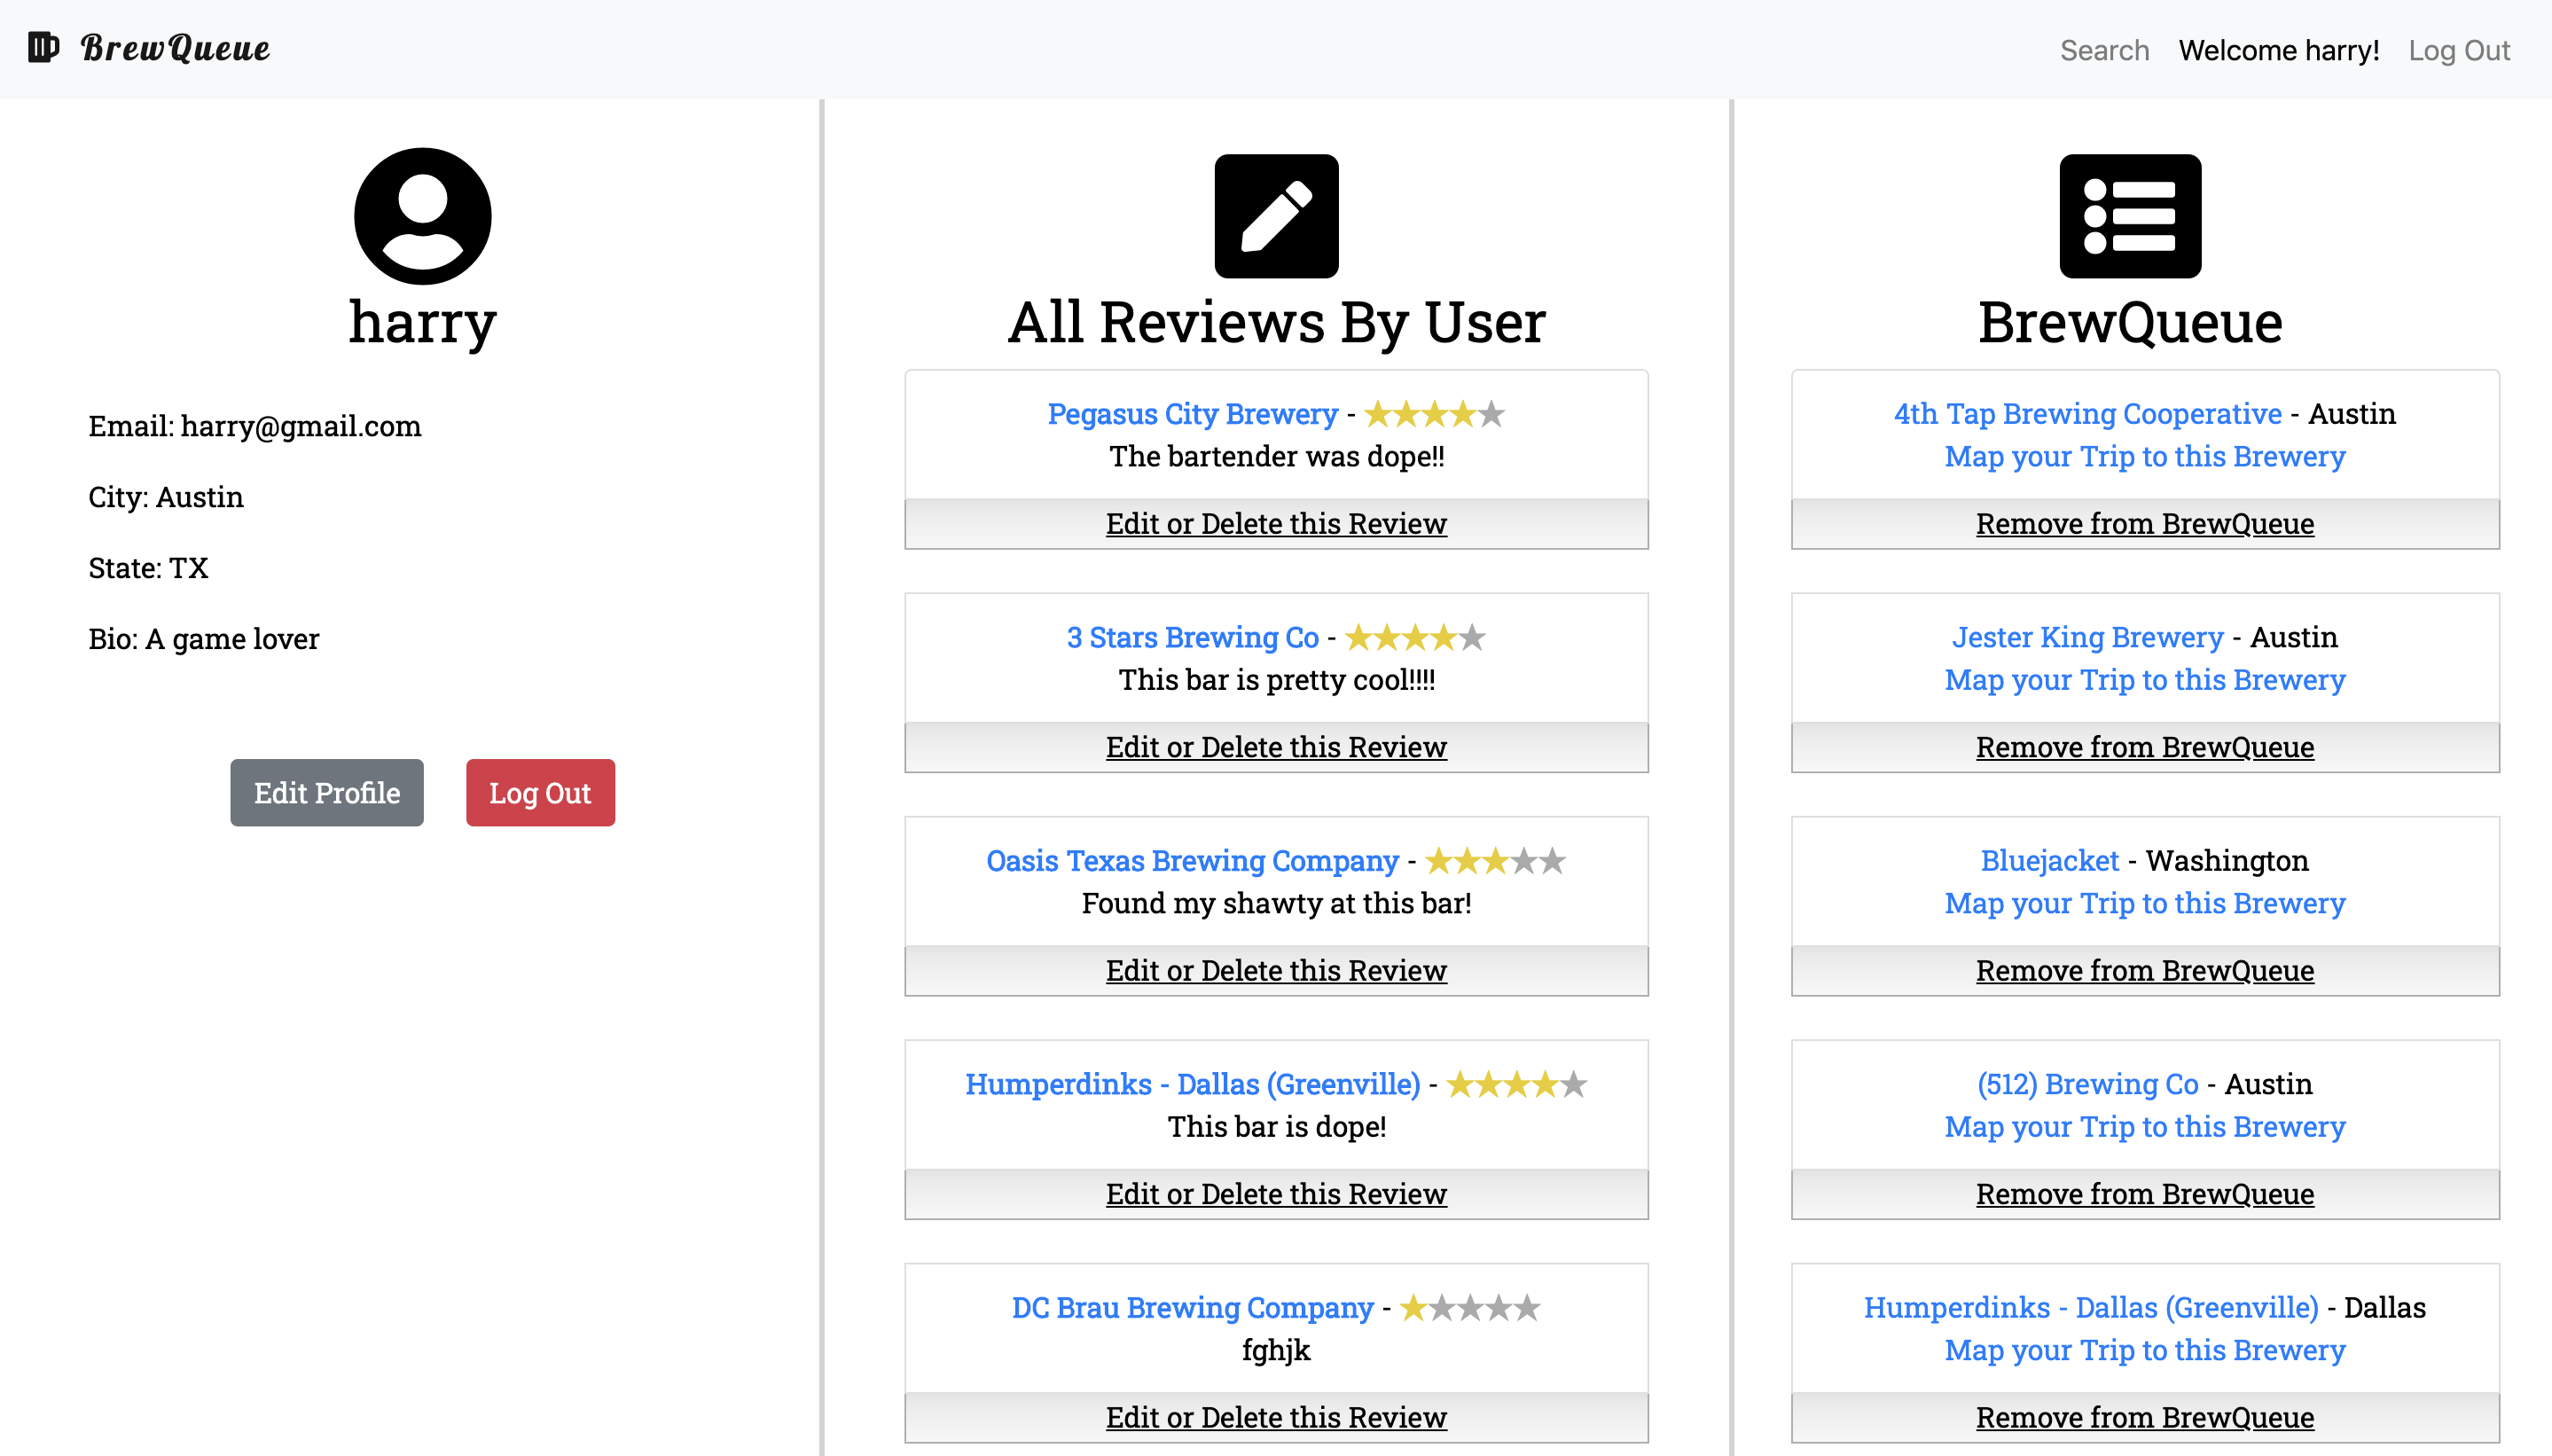 BrewQueue
Search Welcome harry! Log Out
harry
Email: harry@gmail.com
City: Austin
State: TX
Bio: A game lover
Edit Profile Log Out
All Reviews By User
Pegasus City Brewery - ★★★★★
The bartender was dope!!
Edit or Delete this Review
3 Stars Brewing Co - ★★★★★
This bar is pretty cool!!!!
Edit or Delete this Review
Oasis Texas Brewing Company - ★★★★★
Found my shawty at this bar!
Edit or Delete this Review
Humperdinks - Dallas (Greenville) - ★★★★★
This bar is dope!
Edit or Delete this Review
DC Brau Brewing Company - ★★★★★
fghjk
Edit or Delete this Review
BrewQueue
4th Tap Brewing Cooperative - Austin
Map your Trip to this Brewery
Remove from BrewQueue
Jester King Brewery - Austin
Map your Trip to this Brewery
Remove from BrewQueue
Bluejacket - Washington
Map your Trip to this Brewery
Remove from BrewQueue
(512) Brewing Co - Austin
Map your Trip to this Brewery
Remove from BrewQueue
Humperdinks - Dallas (Greenville) - Dallas
Map your Trip to this Brewery
Remove from BrewQueue